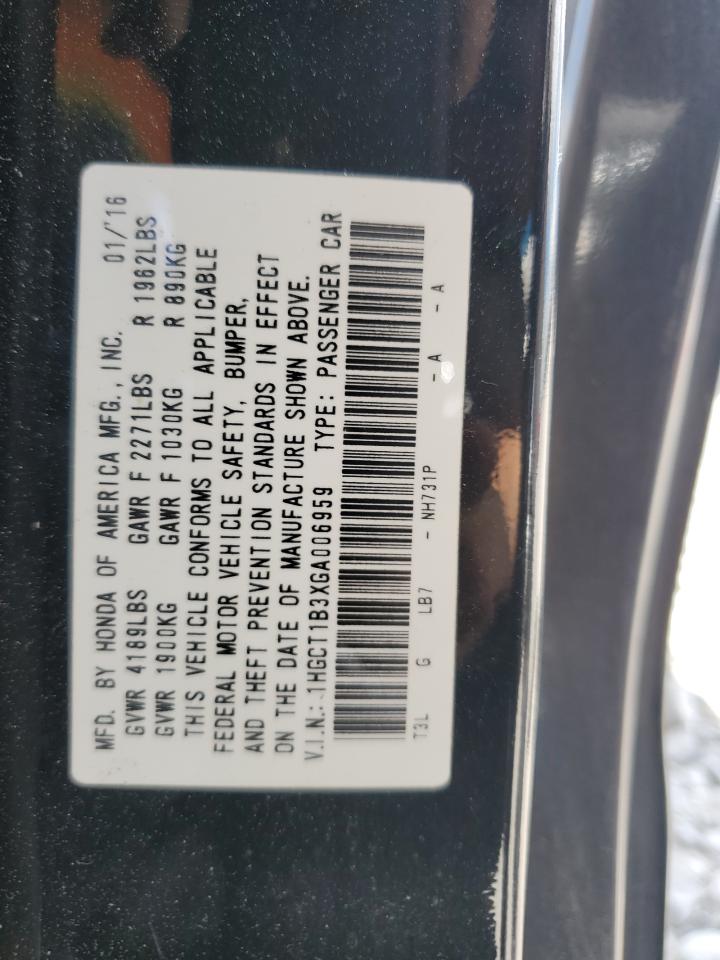 MFD. BY HONDA OF AMERICA MFG., INC. 01/'16
GVWR 4189LBS GAWR F 2271LBS R 1962LBS
GVWR 1900KG GAWR F 1030KG R 890KG
THIS VEHICLE CONFORMS TO ALL APPLICABLE
FEDERAL MOTOR VEHICLE SAFETY, BUMPER,
AND THEFT PREVENTION STANDARDS IN EFFECT
ON THE DATE OF MANUFACTURE SHOWN ABOVE.
V.I.N.: 1HGCT1B3XGA006959 TYPE: PASSENGER CAR
T3L G LB7 - NH731P - A - A